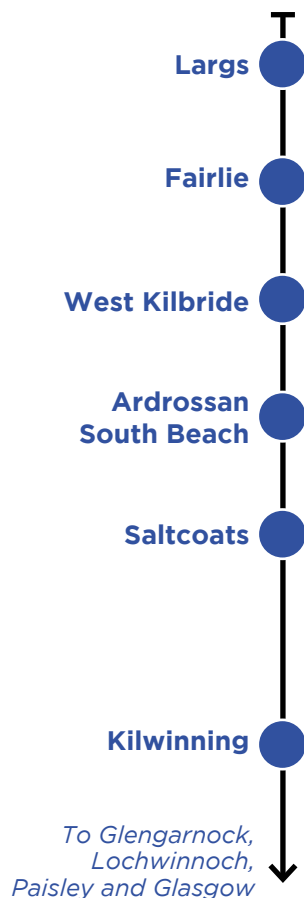 Largs
Fairlie
West Kilbride
Ardrossan
South Beach
Saltcoats
Kilwinning
To Glengarnock,
Lochwinnoch,
Paisley and Glasgow